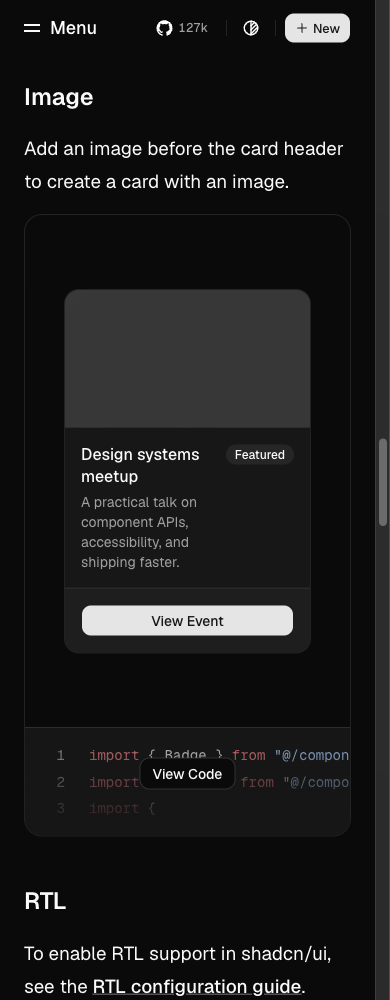 Menu 127k + New
Image
Add an image before the card header
to create a card with an image.
Design systems
meetup
Featured
A practical talk on
component APIs,
accessibility, and
shipping faster.
View Event
1 import { Badge } from "@/compon
2 import from "@/compo
View Code
3 import {
RTL
To enable RTL support in shadcn/ui,
see the RTL configuration guide.